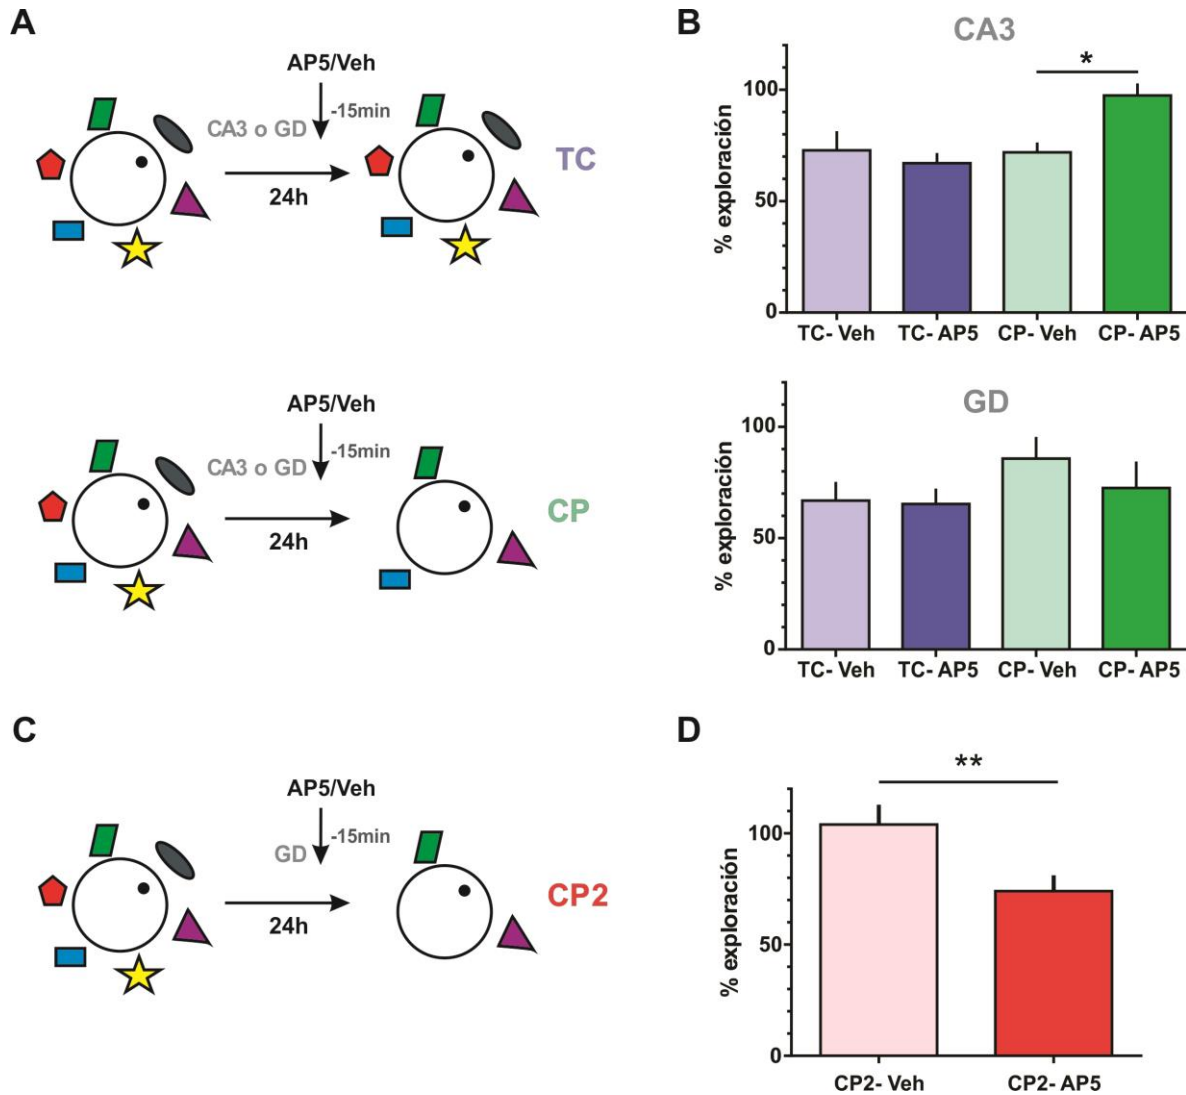 A
AP5/Veh
-15min
CA3 o GD
24h
TC
AP5/Veh
-15min
CA3 o GD
24h
CP
B
CA3
% exploración
100
50
0
*
TC- Veh
TC- AP5
CP- Veh
CP- AP5
GD
% exploración
100
50
0
TC- Veh
TC- AP5
CP- Veh
CP- AP5
C
AP5/Veh
-15min
GD
24h
CP2
D
**
% exploración
100
50
0
CP2- Veh
CP2- AP5